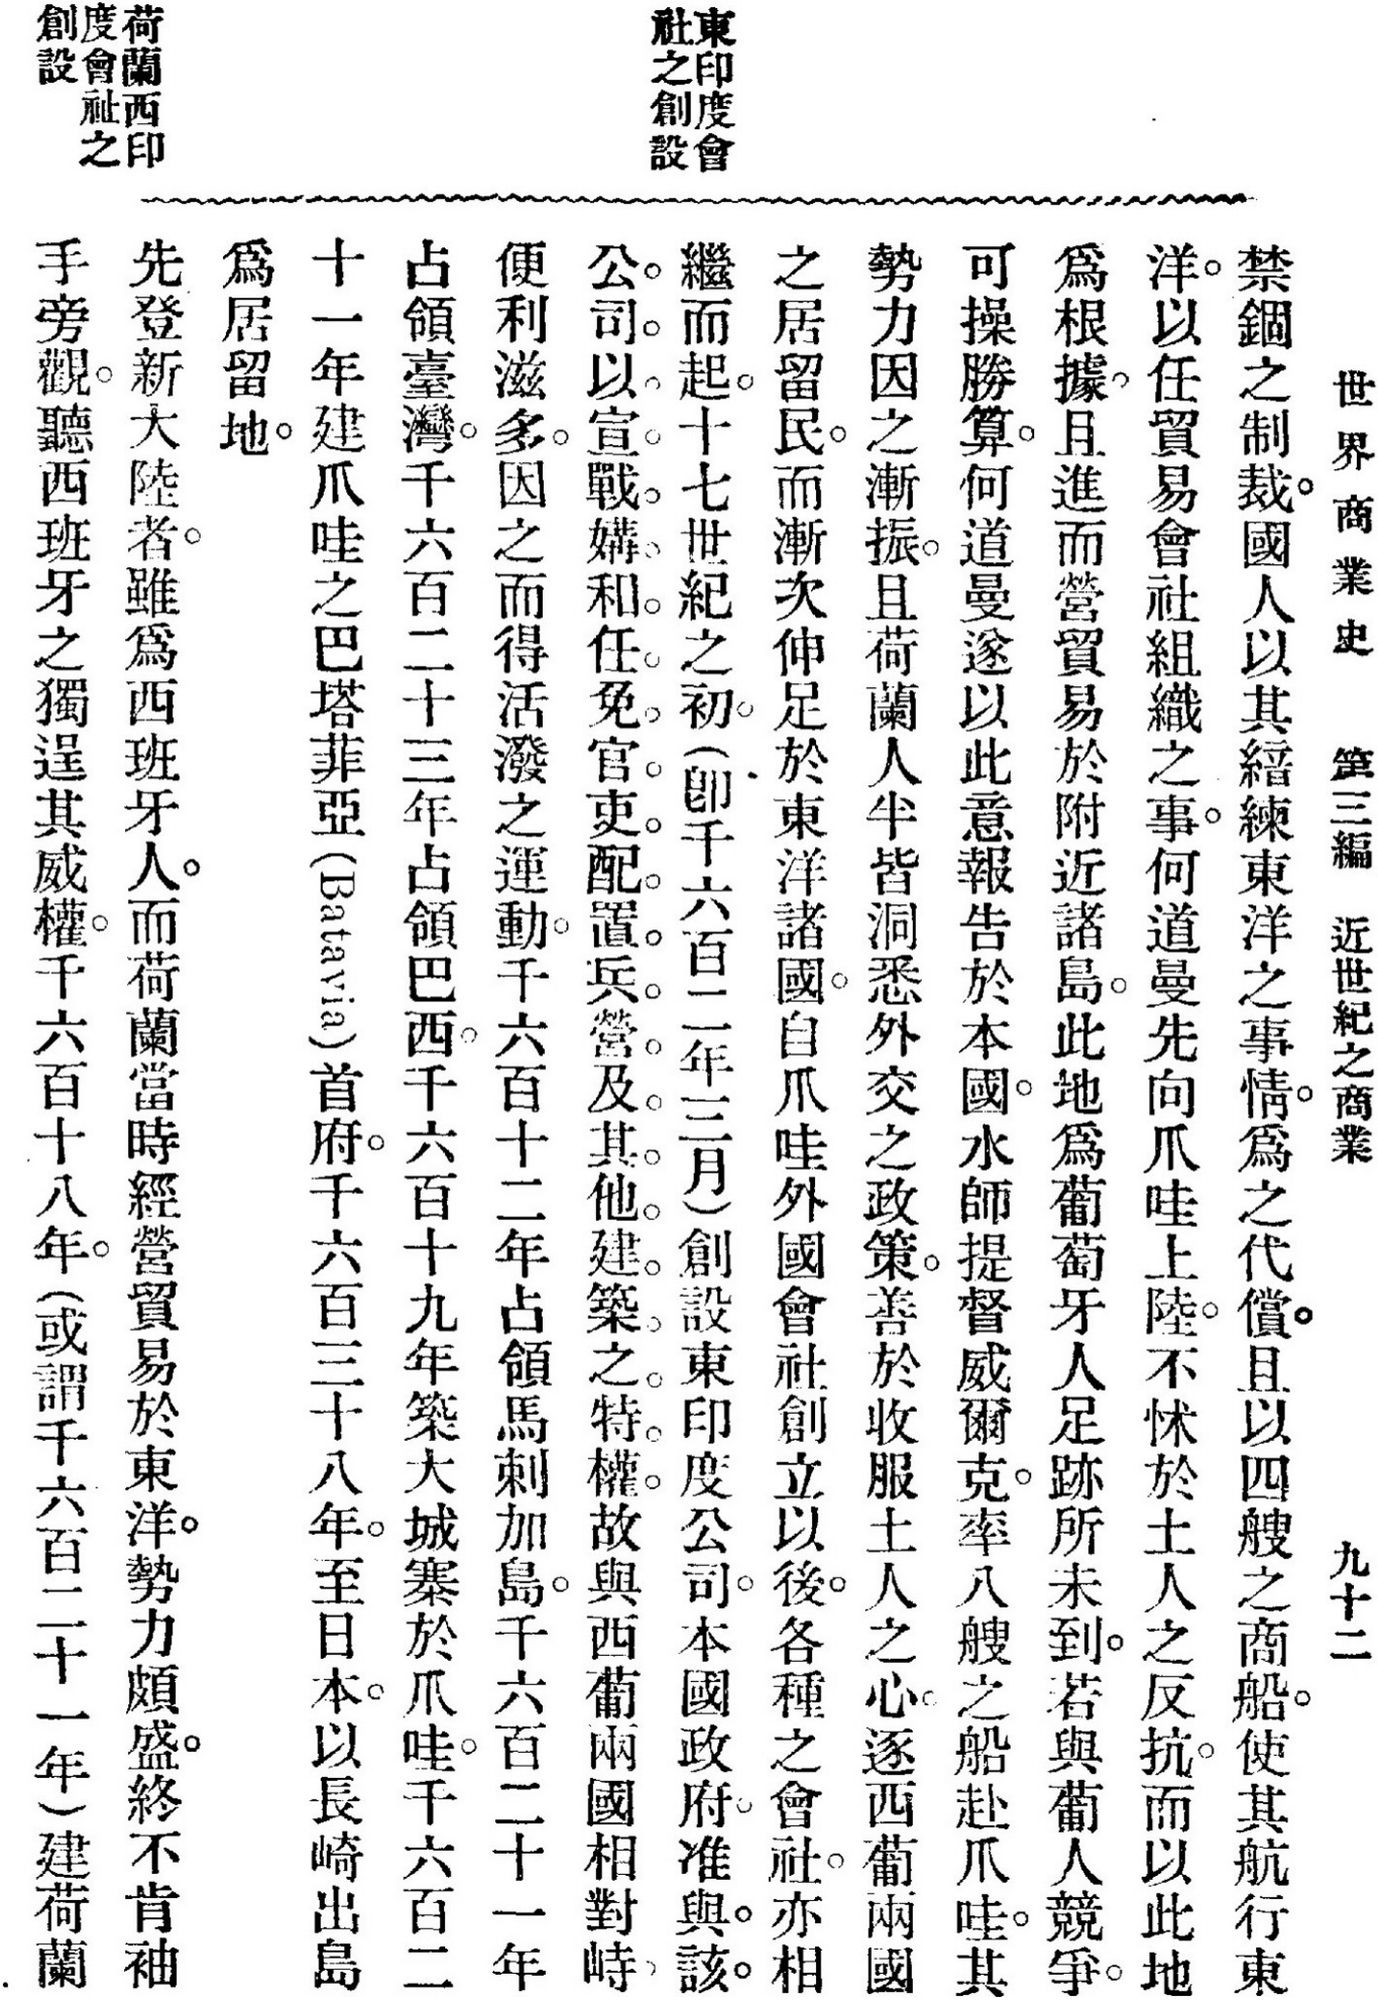 世界商業史　第三編　近世紀之商業　九十二
禁錮之制裁。國人以其諳練東洋之事情。爲之代償。且以四艘之商船。使其航行東
洋。以任貿易會社組織之事。何道曼先向爪哇上陸。不怵於土人之反抗。而以此地
爲根據。且進而營貿易於附近諸島。此地爲葡萄牙人足跡所未到。若與葡人競爭。
可操勝算。何道曼遂以此意報告於本國。水師提督威爾克。率八艘之船赴爪哇。其
勢力因之漸振。且荷蘭人半皆洞悉外交之政策。善於收服土人之心。逐西葡兩國
之居留民。而漸次伸足於東洋諸國。自爪哇外國會社創立以後。各種之會社。亦相
繼而起。十七世紀之初。(卽千六百二年三月)創設東印度公司。本國政府。准與。該。
公。司。以。宣。戰。媾。和。任。免。官。吏。配。置。兵。營。及。其。他。建。築。之。特。權。故與西葡兩國相對峙、
便利滋多。因之而得活潑之運動。千六百十二年占領馬刺加島。千六百二十一年
占領臺灣。千六百二十三年占領巴西。千六百十九年築大城寨於爪哇。千六百二
十一年建爪哇之巴塔菲亞(Batavia)首府。千六百三十八年。至日本。以長崎出島
爲居留地。
先登新大陸者。雖爲西班牙人。而荷蘭當時經營貿易於東洋。勢力頗盛。終不肯袖
手旁觀。聽西班牙之獨逞其威權。千六百十八年。(或謂千六百二十一年)建荷蘭
東印度會
社之創設
荷蘭西印
度會社之
創設